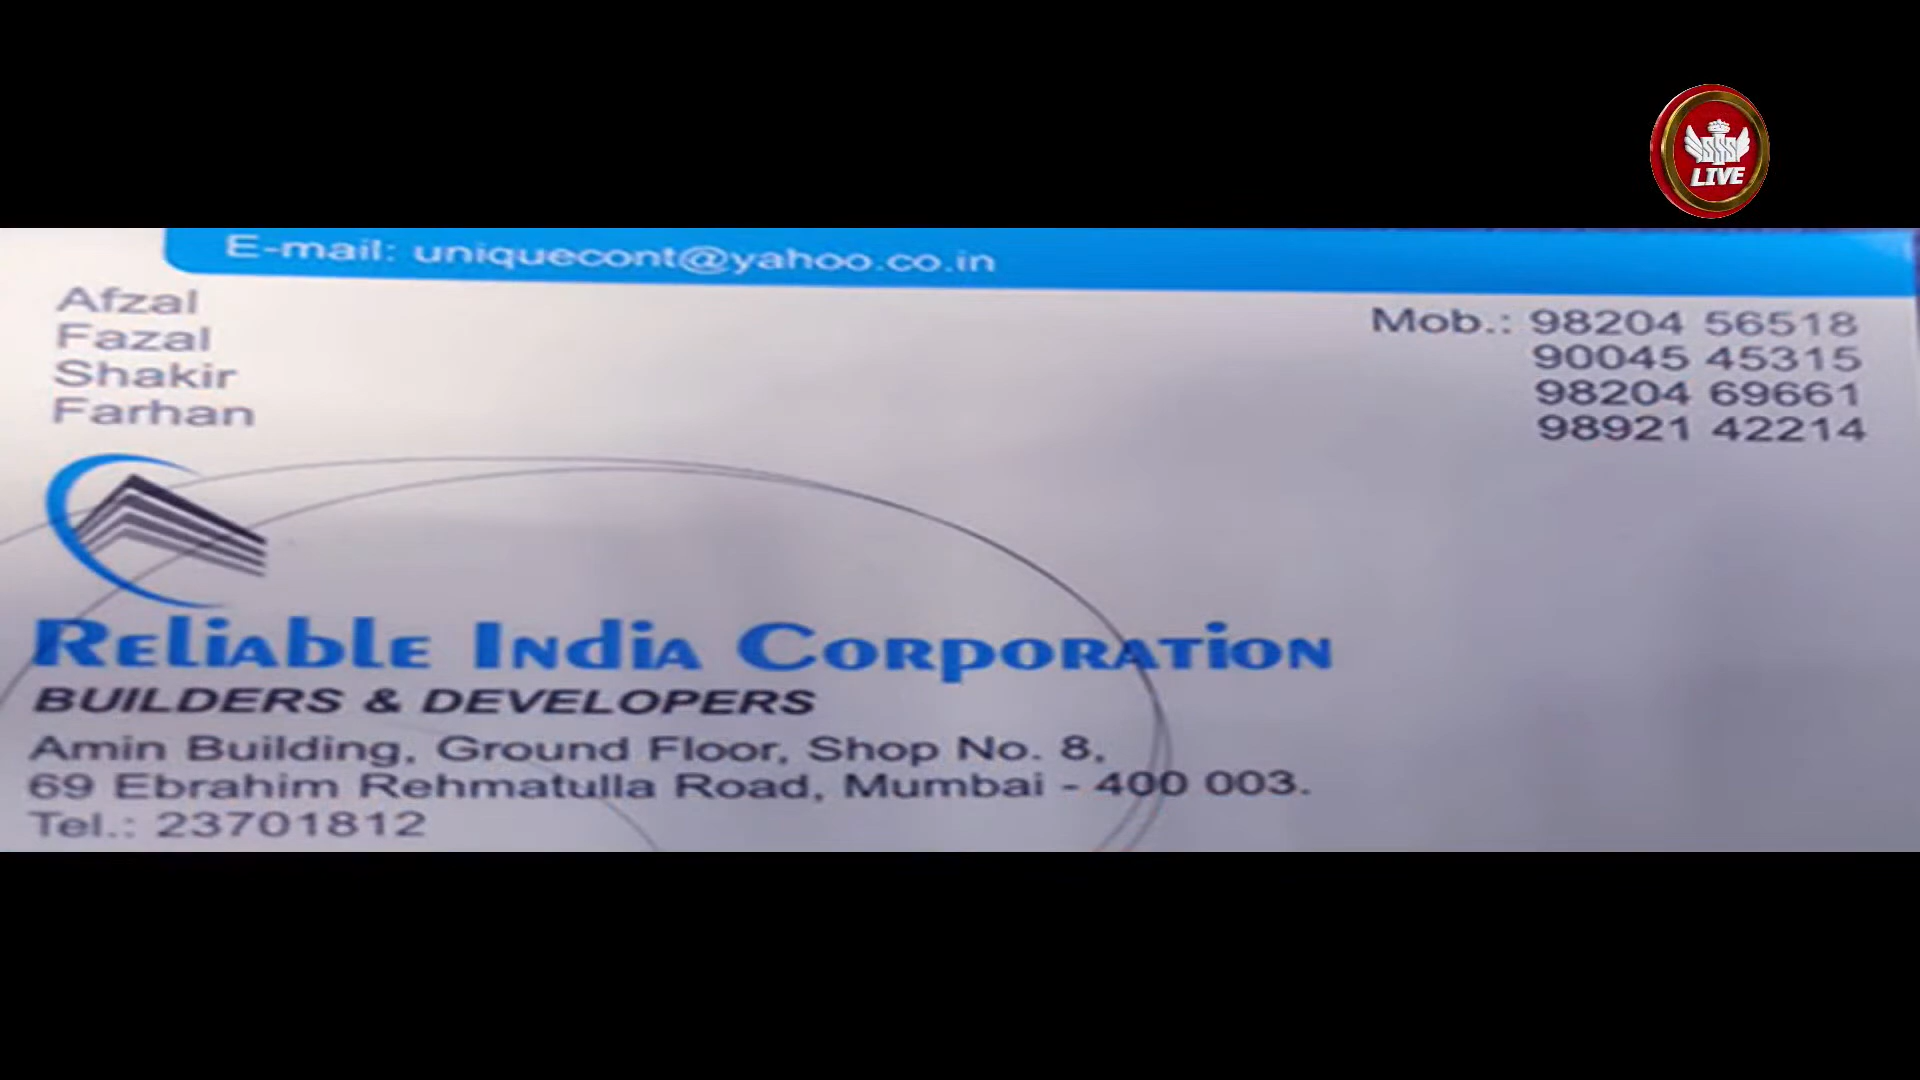 SSS
LIVE
E-mail: uniquecont@yahoo.co.in
Afzal
Fazal
Shakir
Farhan
Mob.: 98204 56518
90045 45315
98204 69661
98921 42214
Reliable India Corporation
BUILDERS & DEVELOPERS
Amin Building, Ground Floor, Shop No. 8,
69 Ebrahim Rehmatulla Road, Mumbai - 400 003.
Tel.: 23701812